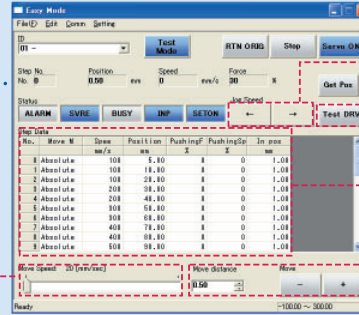 Easy Mode
File(F) Edit Comm Setting
ID
01 -
Test Mode
RTN ORIG Stop Servo ON
Step No. Position Speed Force
No. 0 0.50 mm 0 mm/s 30 %
Get Pos
Status Jog Speed
ALARM SVRE BUSY INP SETON ← → Test DRV
Step Data
No. Move M Speed Position PushingF PushingSp In pos
mm/s mm % % mm
0 Absolute 100 5.00 0 0 1.00
1 Absolute 100 10.00 0 0 1.00
2 Absolute 100 20.00 0 0 1.00
3 Absolute 200 30.00 0 0 1.00
4 Absolute 200 40.00 0 0 1.00
5 Absolute 300 50.00 0 0 1.00
6 Absolute 300 60.00 0 0 1.00
7 Absolute 400 70.00 0 0 1.00
8 Absolute 400 80.00 0 0 1.00
9 Absolute 500 90.00 0 0 1.00
Move Speed 20 [mm/sec] Move distance Move
0.50 - +
Ready -100.00 ~ 300.00